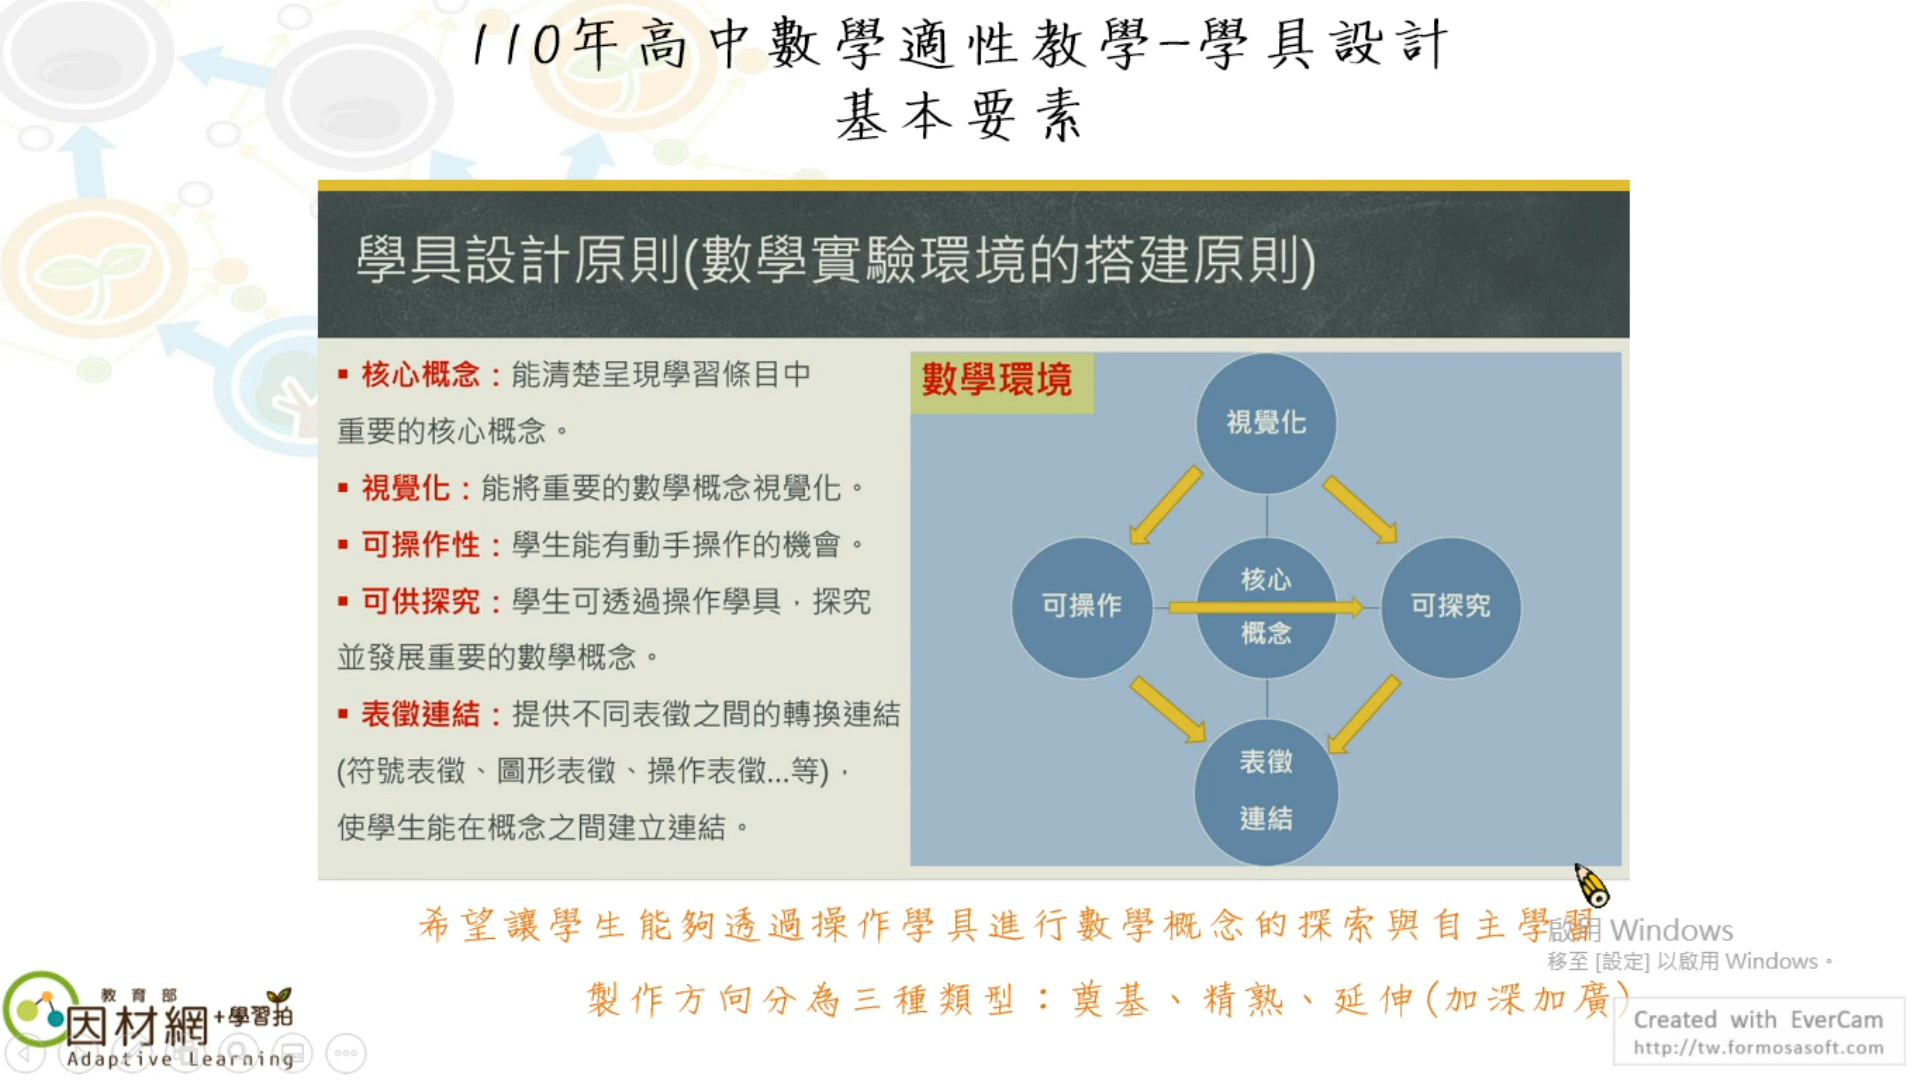 110年高中數學適性教學-學具設計
基本要素
學具設計原則(數學實驗環境的搭建原則)
▪ 核心概念：能清楚呈現學習條目中
重要的核心概念。
▪ 視覺化：能將重要的數學概念視覺化。
▪ 可操作性：學生能有動手操作的機會。
▪ 可供探究：學生可透過操作學具，探究
並發展重要的數學概念。
▪ 表徵連結：提供不同表徵之間的轉換連結
(符號表徵、圖形表徵、操作表徵...等)，
使學生能在概念之間建立連結。
數學環境
視覺化
可操作
核心
概念
可探究
表徵
連結
希望讓學生能夠透過操作學具進行數學概念的探索與自主學習
製作方向分為三種類型：奠基、精熟、延伸(加深加廣)
啟用 Windows
移至 [設定] 以啟用 Windows。
教育部
因材網+學習拍
Adaptive Learning
Created with EverCam
http://tw.formosasoft.com